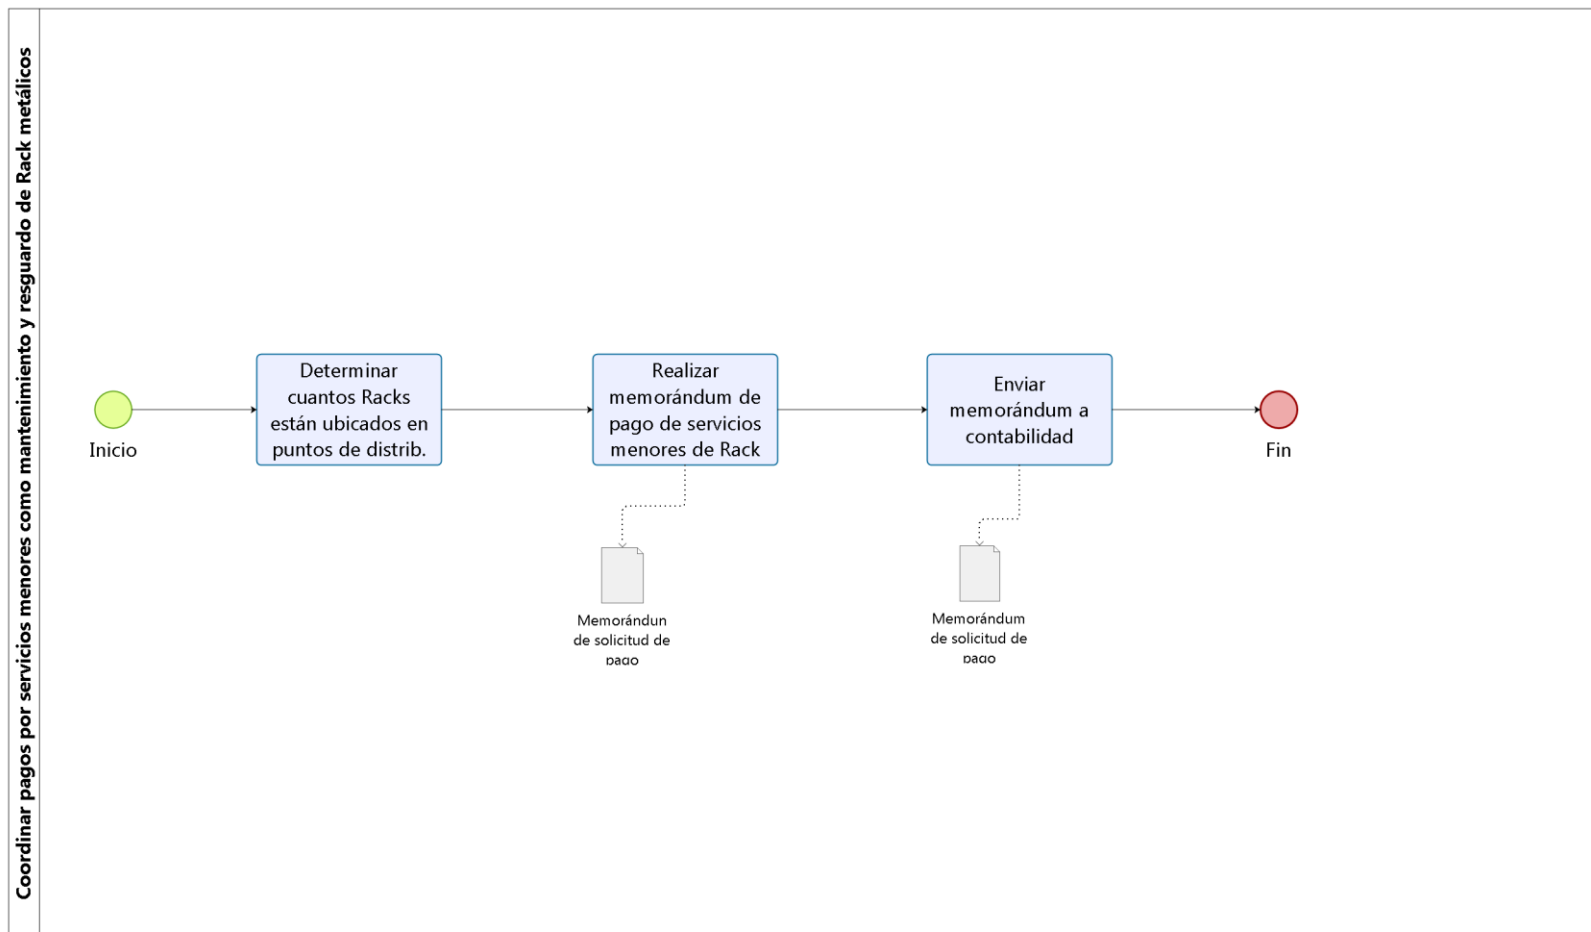 Coordinar pagos por servicios menores como mantenimiento y resguardo de Rack metálicos
Inicio
Determinar
cuantos Racks
están ubicados en
puntos de distrib.
Realizar
memorándum de
pago de servicios
menores de Rack
Enviar
memorándum a
contabilidad
Fin
Memorándun
de solicitud de
pago
Memorándum
de solicitud de
pago